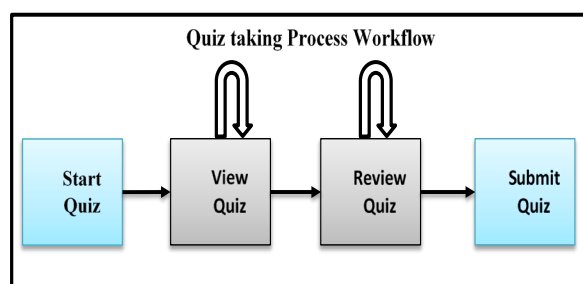 Quiz taking Process Workflow
Start
Quiz
View
Quiz
Review
Quiz
Submit
Quiz